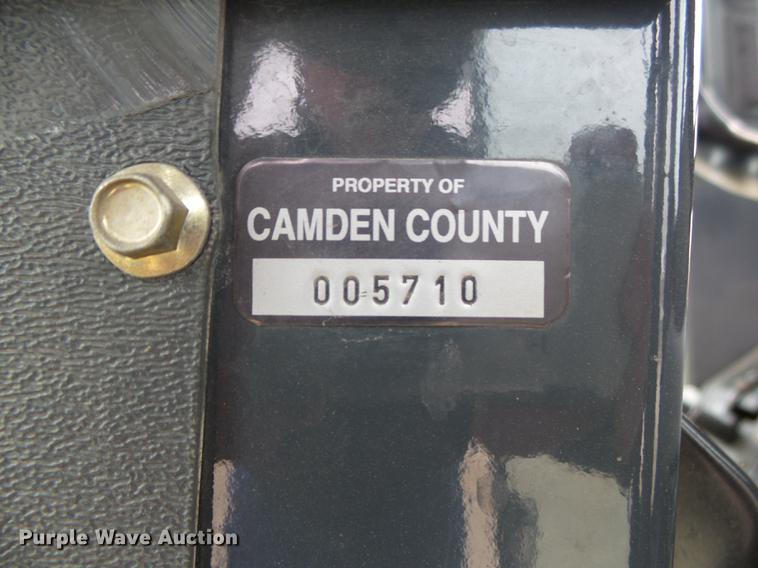 PROPERTY OF
CAMDEN COUNTY
005710
Purple Wave Auction